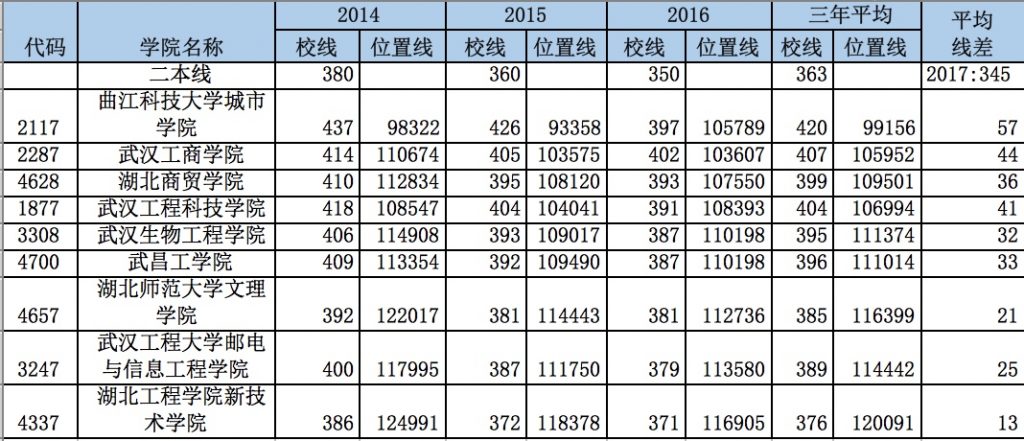 2014 2015 2016 三年平均 平均线差
代码 学院名称 校线 位置线 校线 位置线 校线 位置线 校线 位置线
二本线 380 360 350 363 2017:345
2117 曲江科技大学城市学院 437 98322 426 93358 397 105789 420 99156 57
2287 武汉工商学院 414 110674 405 103575 402 103607 407 105952 44
4628 湖北商贸学院 410 112834 395 108120 393 107550 399 109501 36
1877 武汉工程科技学院 418 108547 404 104041 391 108393 404 106994 41
3308 武汉生物工程学院 406 114908 393 109017 387 110198 395 111374 32
4700 武昌工学院 409 113354 392 109490 387 110198 396 111014 33
4657 湖北师范大学文理学院 392 122017 381 114443 381 112736 385 116399 21
3247 武汉工程大学邮电与信息工程学院 400 117995 387 111750 379 113580 389 114442 25
4337 湖北工程学院新技术学院 386 124991 372 118378 371 116905 376 120091 13